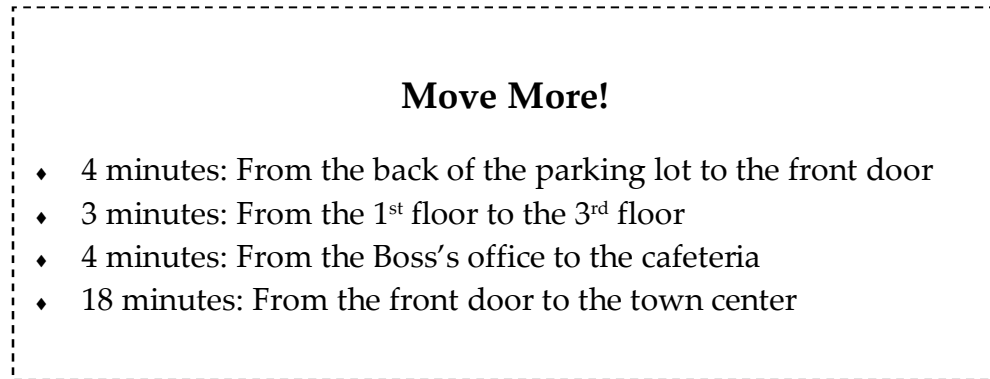 Move More!
⬧ 4 minutes: From the back of the parking lot to the front door
⬧ 3 minutes: From the 1st floor to the 3rd floor
⬧ 4 minutes: From the Boss’s office to the cafeteria
⬧ 18 minutes: From the front door to the town center